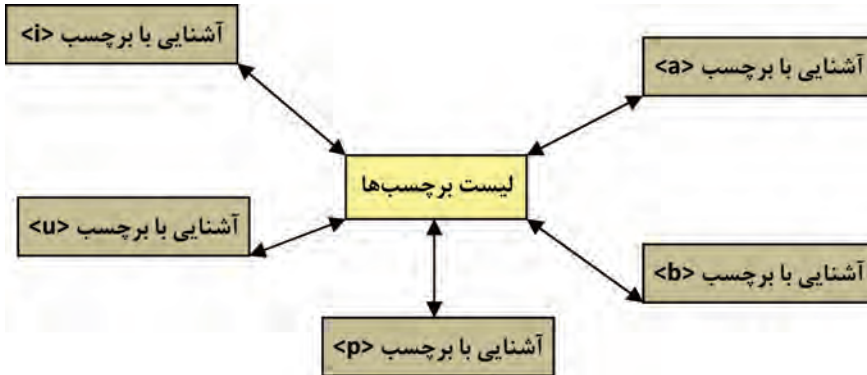 آشنایی با برچسب <i>
آشنایی با برچسب <a>
لیست برچسب‌ها
آشنایی با برچسب <u>
آشنایی با برچسب <b>
آشنایی با برچسب <p>